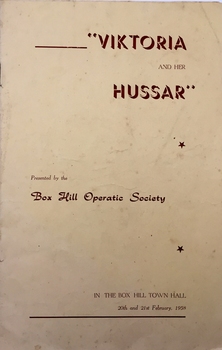 "VIKTORIA
AND HER
HUSSAR"
Presented by the
Box Hill Operatic Society
IN THE BOX HILL TOWN HALL
20th and 21st February, 1958